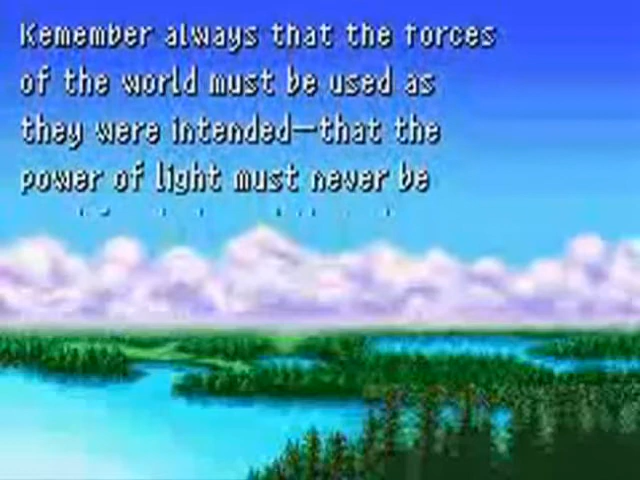 Remember always that the forces
of the world must be used as
they were intended—that the
power of light must never be